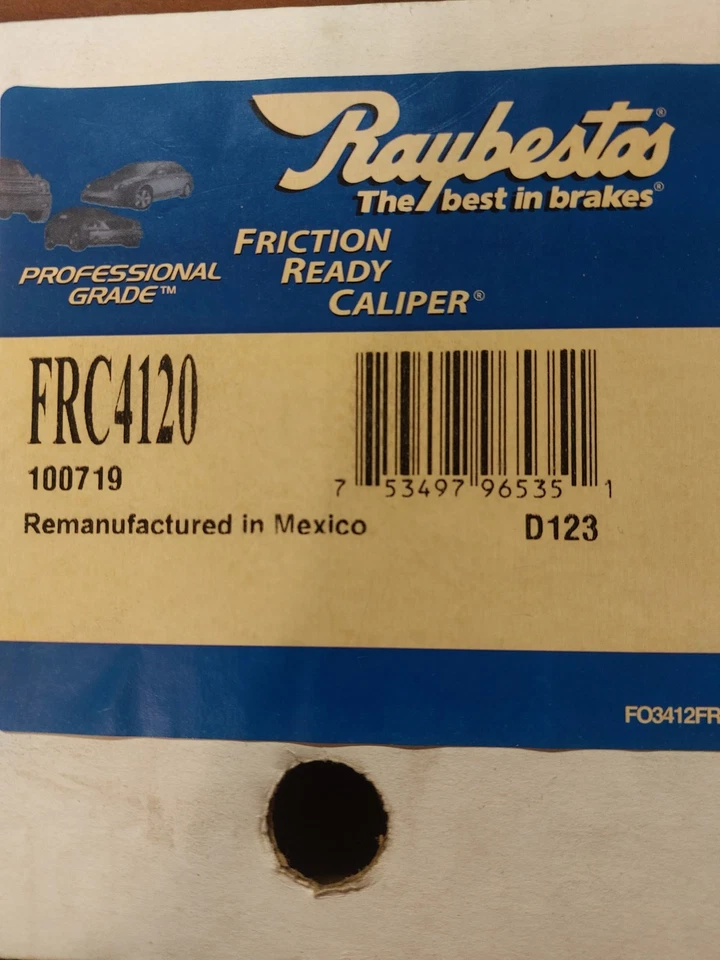 Raybestos®
The best in brakes®
FRICTION
READY
CALIPER®
PROFESSIONAL
GRADE™
FRC4120
100719
7 53497 96535 1
Remanufactured in Mexico
D123
FO3412FR